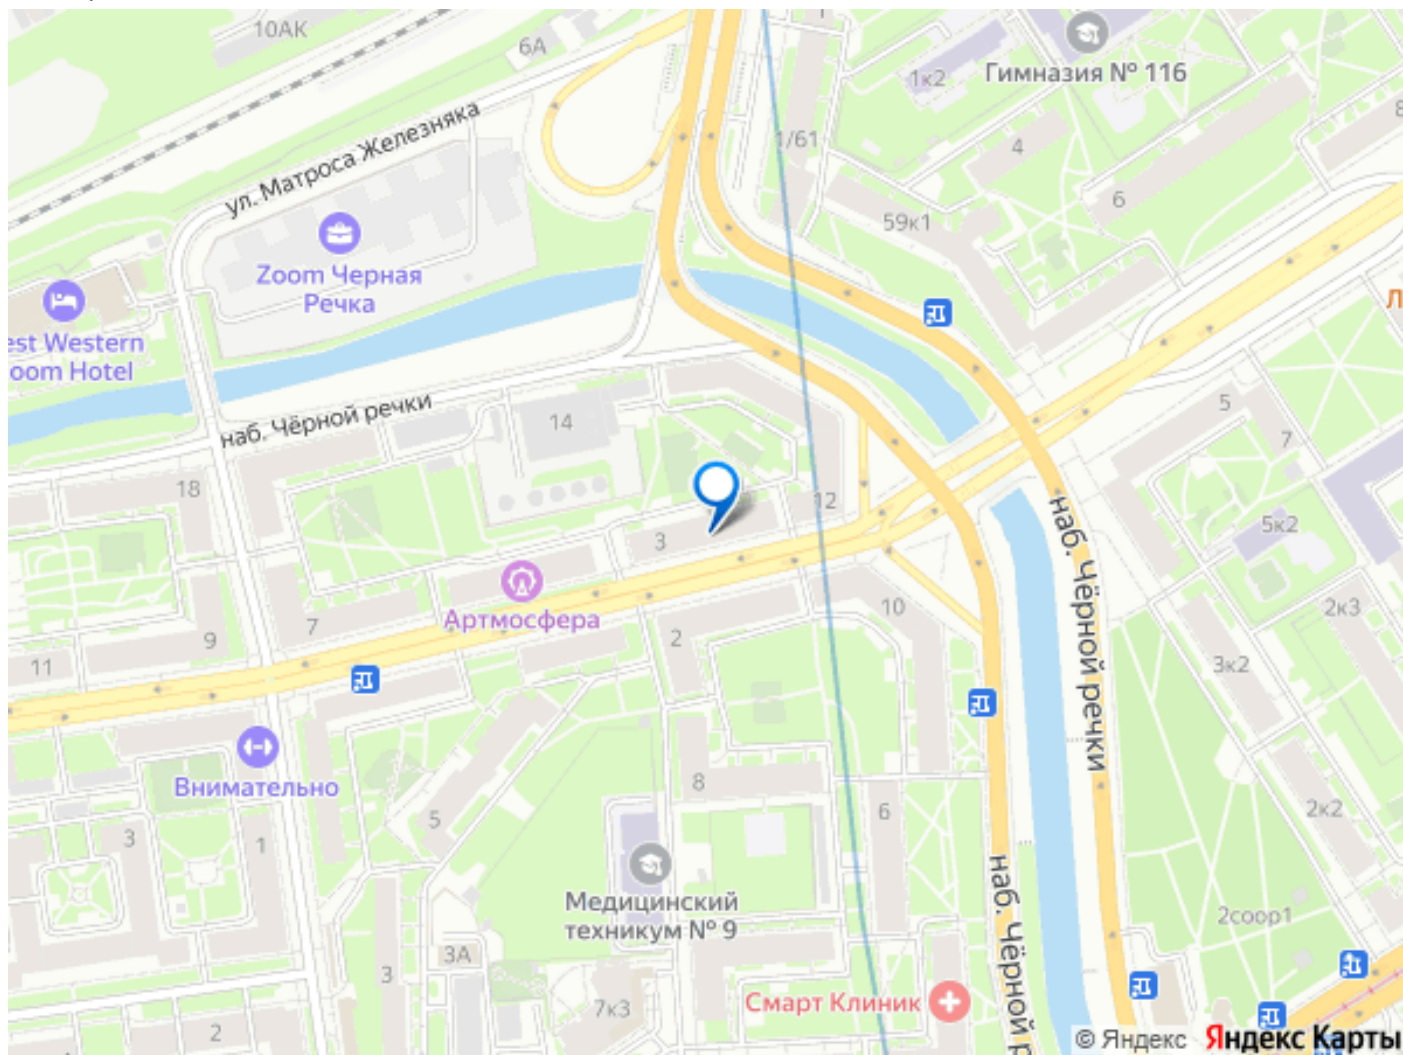 10АК
6А
1
1к2
Гимназия № 116
8
ул. Матроса Железняка
1/61
4
6
59к1
Zoom Черная
Речка
est Western
oom Hotel
Л
наб. Чёрной речки
14
5
7
18
12
наб. Чёрной речки
5к2
3
Артмосфера
10
2к3
7
9
2
11
3к2
Внимательно
8
6
2к2
5
3
1
Медицинский
техникум № 9
наб. Чёрной р
2соор1
3А
3
7к3
Смарт Клиник
2
© Яндекс Яндекс Карты